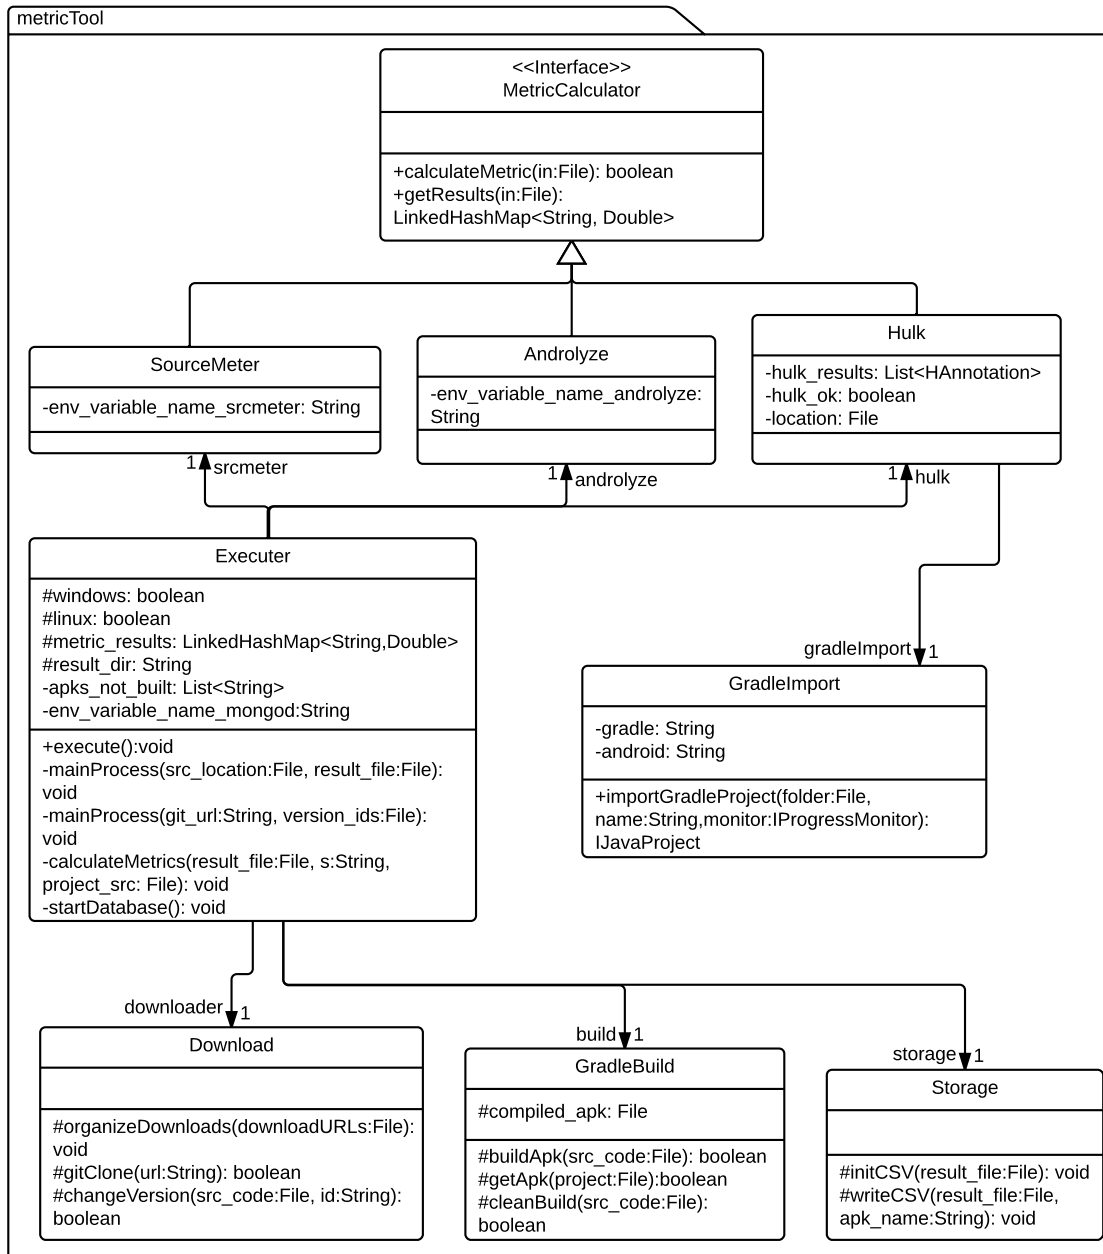 metricTool
<<Interface>>
MetricCalculator
+calculateMetric(in:File): boolean
+getResults(in:File):
LinkedHashMap<String, Double>
SourceMeter
-env_variable_name_srcmeter: String
Androlyze
-env_variable_name_androlyze:
String
Hulk
-hulk_results: List<HAnnotation>
-hulk_ok: boolean
-location: File
1 srcmeter
1 androlyze
1 hulk
Executer
#windows: boolean
#linux: boolean
#metric_results: LinkedHashMap<String,Double>
#result_dir: String
-apks_not_built: List<String>
-env_variable_name_mongod:String
+execute():void
-mainProcess(src_location:File, result_file:File):
void
-mainProcess(git_url:String, version_ids:File):
void
-calculateMetrics(result_file:File, s:String,
project_src: File): void
-startDatabase(): void
gradleImport 1
GradleImport
-gradle: String
-android: String
+importGradleProject(folder:File,
name:String,monitor:IProgressMonitor):
IJavaProject
downloader 1
Download
#organizeDownloads(downloadURLs:File):
void
#gitClone(url:String): boolean
#changeVersion(src_code:File, id:String):
boolean
build 1
GradleBuild
#compiled_apk: File
#buildApk(src_code:File): boolean
#getApk(project:File):boolean
#cleanBuild(src_code:File):
boolean
storage 1
Storage
#initCSV(result_file:File): void
#writeCSV(result_file:File,
apk_name:String): void